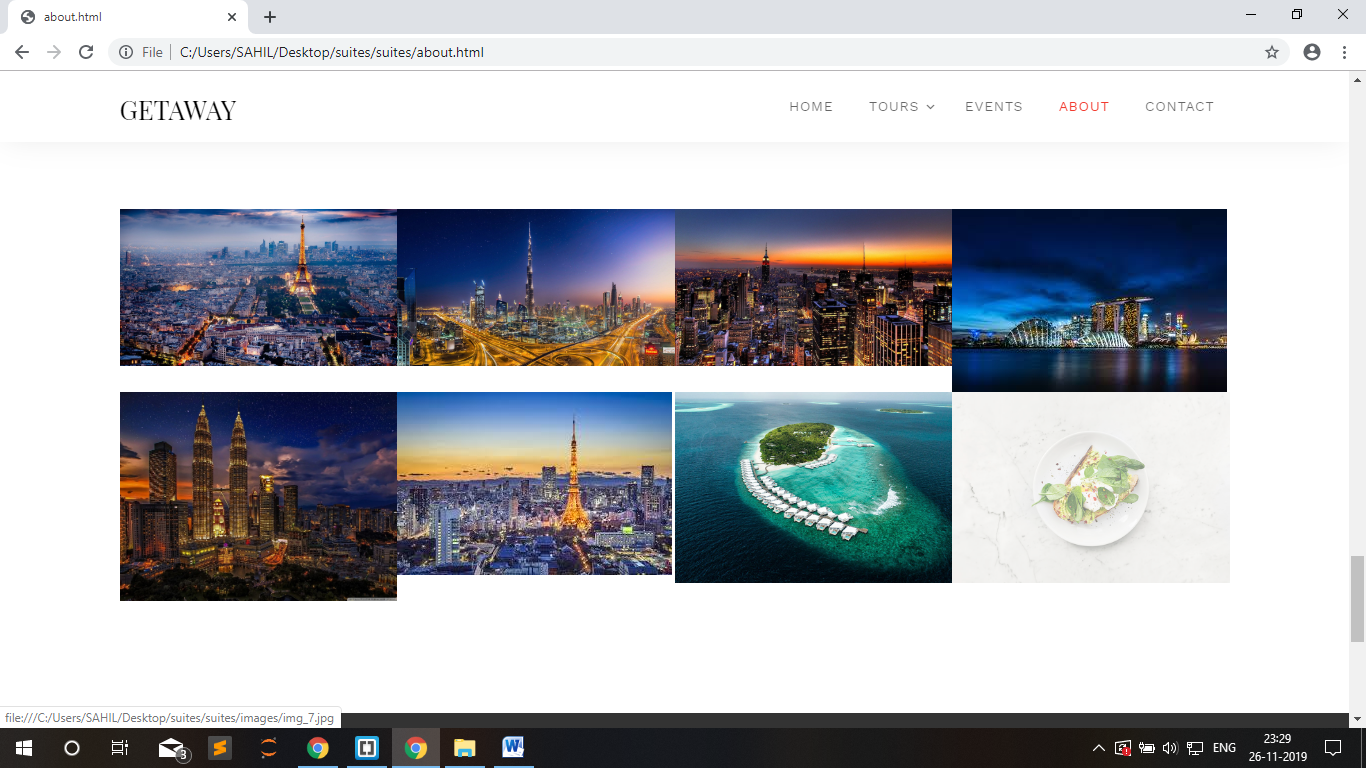 about.html
File
C:/Users/SAHIL/Desktop/suites/suites/about.html
GETAWAY
HOME TOURS EVENTS ABOUT CONTACT
file:///C:/Users/SAHIL/Desktop/suites/suites/images/img_7.jpg
3
ENG
23:29
26-11-2019